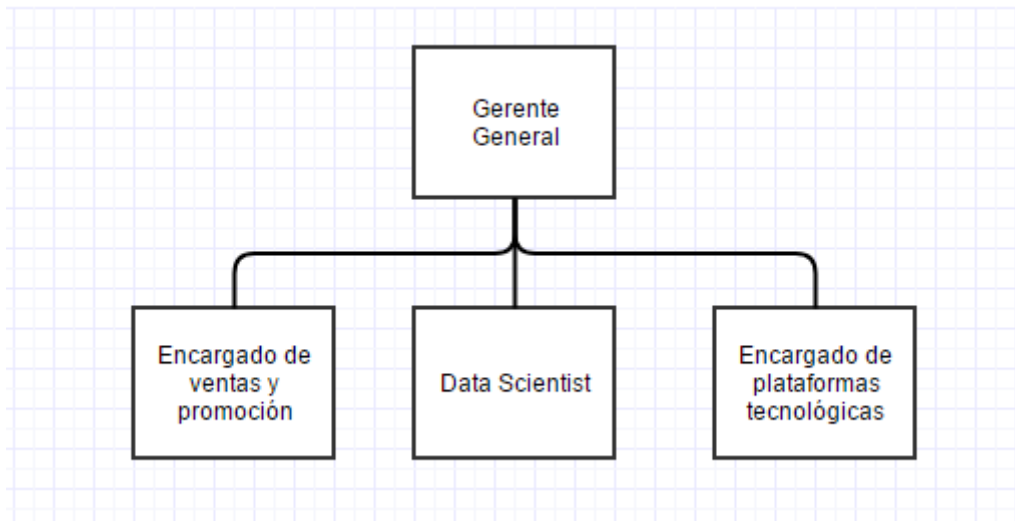 Gerente
General
Encargado de
ventas y
promoción
Data Scientist
Encargado de
plataformas
tecnológicas